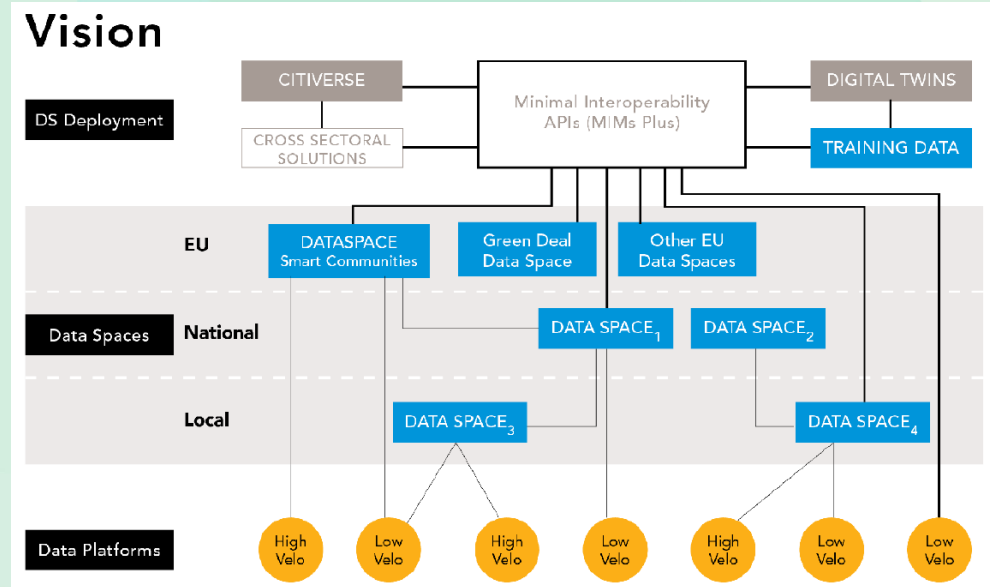 Vision
DS Deployment
CITIVERSE
CROSS SECTORAL
SOLUTIONS
Minimal Interoperability
APIs (MIMs Plus)
DIGITAL TWINS
TRAINING DATA
EU
DATASPACE
Smart Communities
Green Deal
Data Space
Other EU
Data Spaces
Data Spaces
National
DATA SPACE1
DATA SPACE2
Local
DATA SPACE3
DATA SPACE4
Data Platforms
High
Velo
Low
Velo
High
Velo
Low
Velo
High
Velo
Low
Velo
Low
Velo